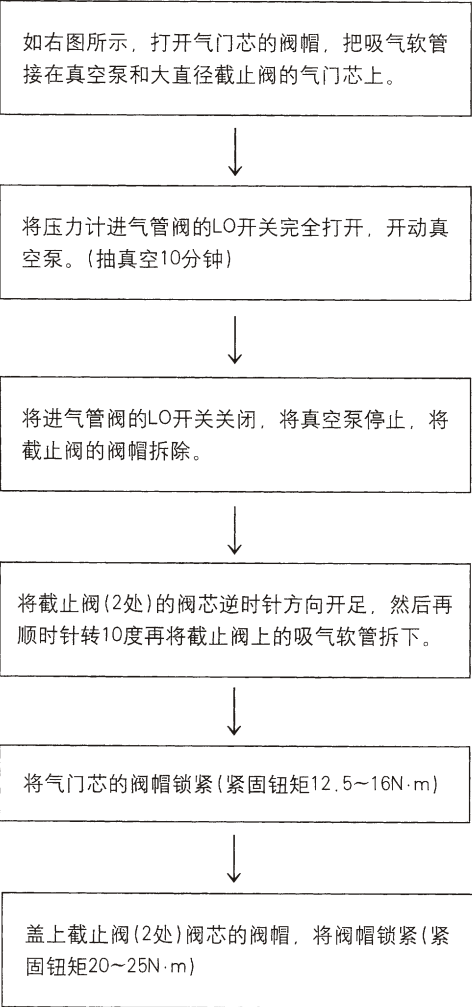 如右图所示，打开气门芯的阀帽，把吸气软管
接在真空泵和大直径截止阀的气门芯上。
将压力计进气管阀的LO开关完全打开，开动真
空泵。(抽真空10分钟)
将进气管阀的LO开关关闭，将真空泵停止，将
截止阀的阀帽拆除。
将截止阀(2处)的阀芯逆时针方向开足，然后再
顺时针转10度再将截止阀上的吸气软管拆下。
将气门芯的阀帽锁紧(紧固钮矩12.5~16N·m)
盖上截止阀(2处)阀芯的阀帽，将阀帽锁紧(紧
固钮矩20~25N·m)